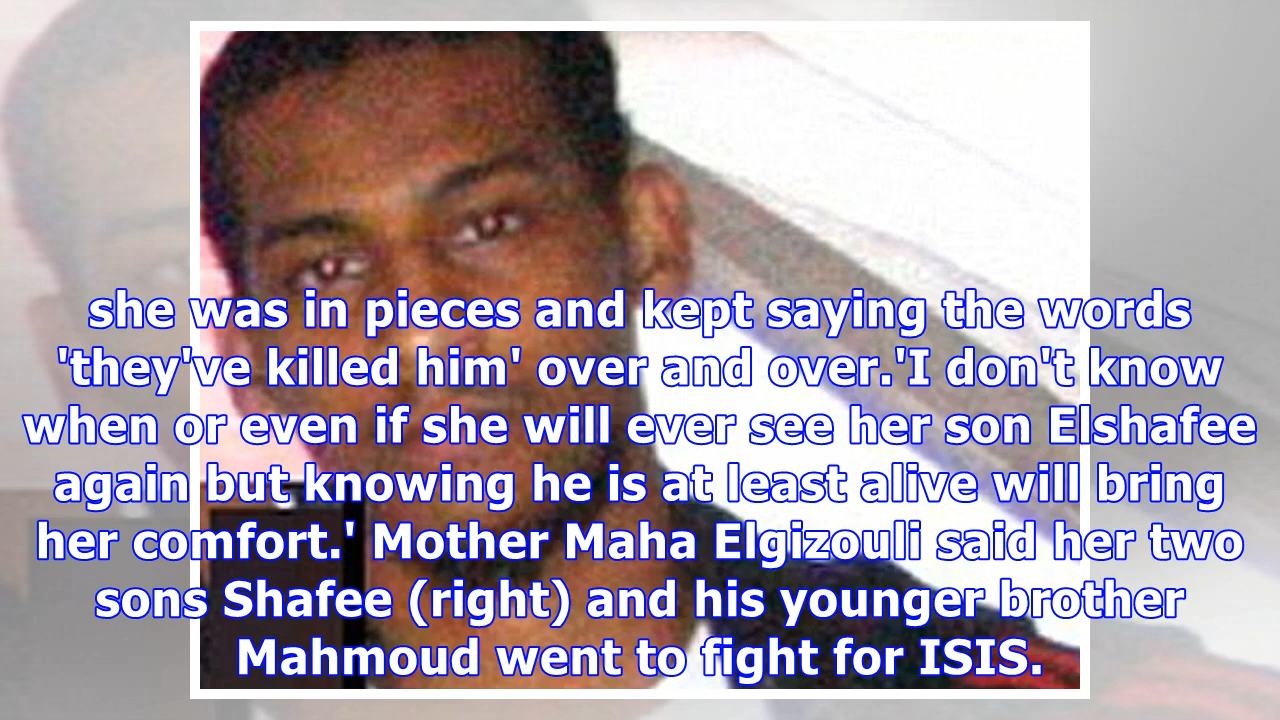 she was in pieces and kept saying the words
'they've killed him' over and over.'I don't know
when or even if she will ever see her son Elshafee
again but knowing he is at least alive will bring
her comfort.' Mother Maha Elgizouli said her two
sons Shafee (right) and his younger brother
Mahmoud went to fight for ISIS.